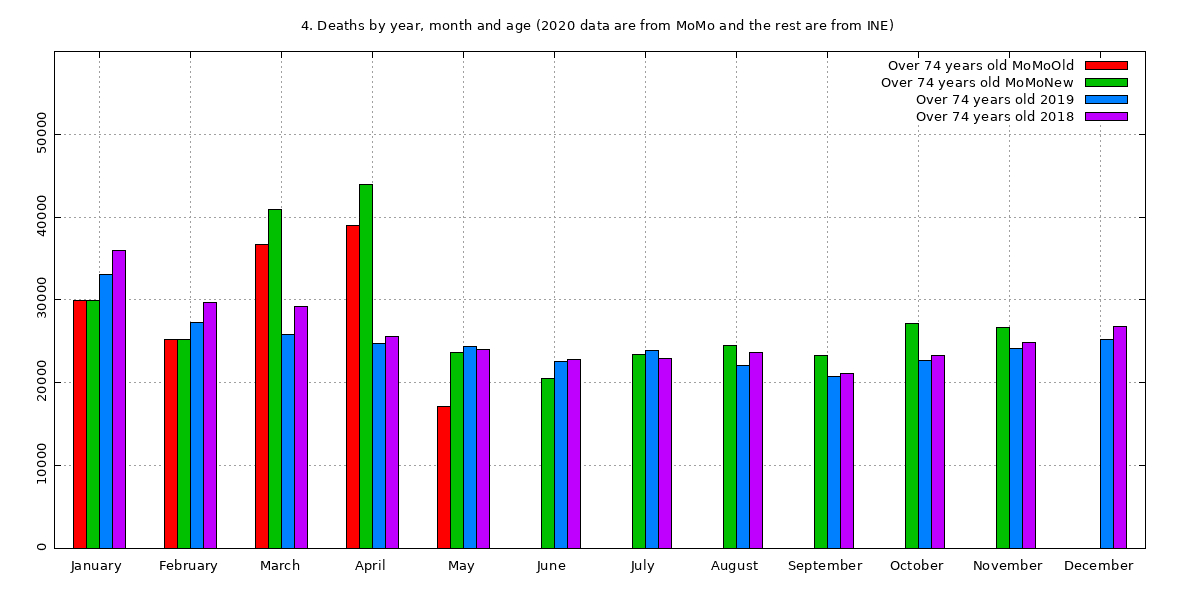 4. Deaths by year, month and age (2020 data are from MoMo and the rest are from INE)
Over 74 years old MoMoOld
Over 74 years old MoMoNew
Over 74 years old 2019
Over 74 years old 2018
50000
40000
30000
20000
10000
0
January February March April May June July August September October November December